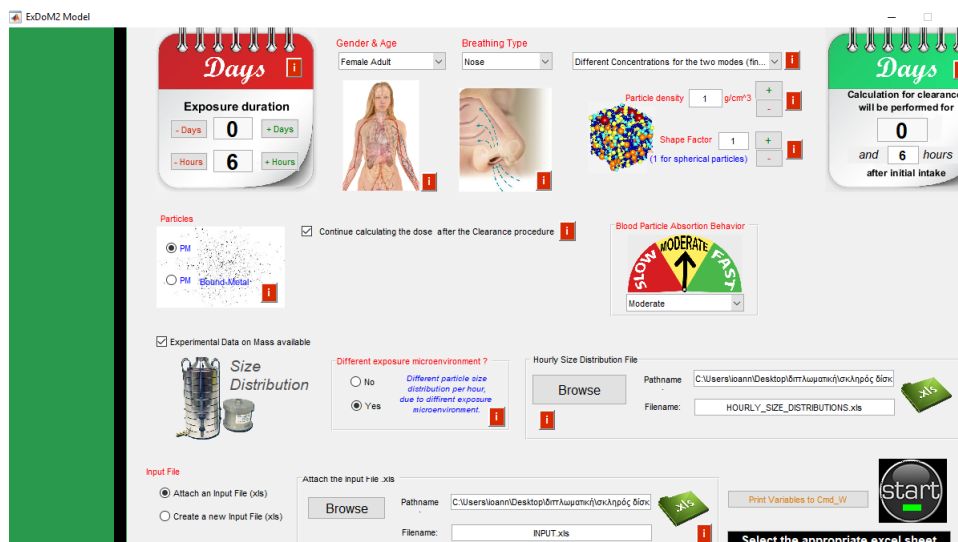 ExDoM2 Model
Days
i
Exposure duration
- Days 0 + Days
- Hours 6 + Hours
Gender & Age
Female Adult
i
Breathing Type
Nose
i
Different Concentrations for the two modes (fin... i
Particle density 1 g/cm^3 + - i
Shape Factor 1 + - i
(1 for spherical particles)
Days
Calculation for clearance
will be performed for
0
and 6 hours
after initial intake
Particles
PM
PM Bound-Metal
i
Continue calculating the dose after the Clearance procedure i
Blood Particle Absortion Behavior
SLOW MODERATE FAST
Moderate
Experimental Data on Mass available
Size
Distribution
Different exposure microenvironment ?
No
Yes
Different particle size
distribution per hour,
due to diffirent exposure
microenvironment.
i
Hourly Size Distribution File
Browse
i
Pathname C:\Users\ioann\Desktop\διπλωματική\σκληρός δίσκ
Filename: HOURLY_SIZE_DISTRIBUTIONS.xls
.xls
Input File
Attach an Input File (xls)
Create a new Input File (xls)
Attach the Input File .xls
Browse
Pathname C:\Users\ioann\Desktop\διπλωματική\σκληρός δίσκ
Filename: INPUT.xls
.xls
i
Print Variables to Cmd_W
start
Select the appropriate excel sheet